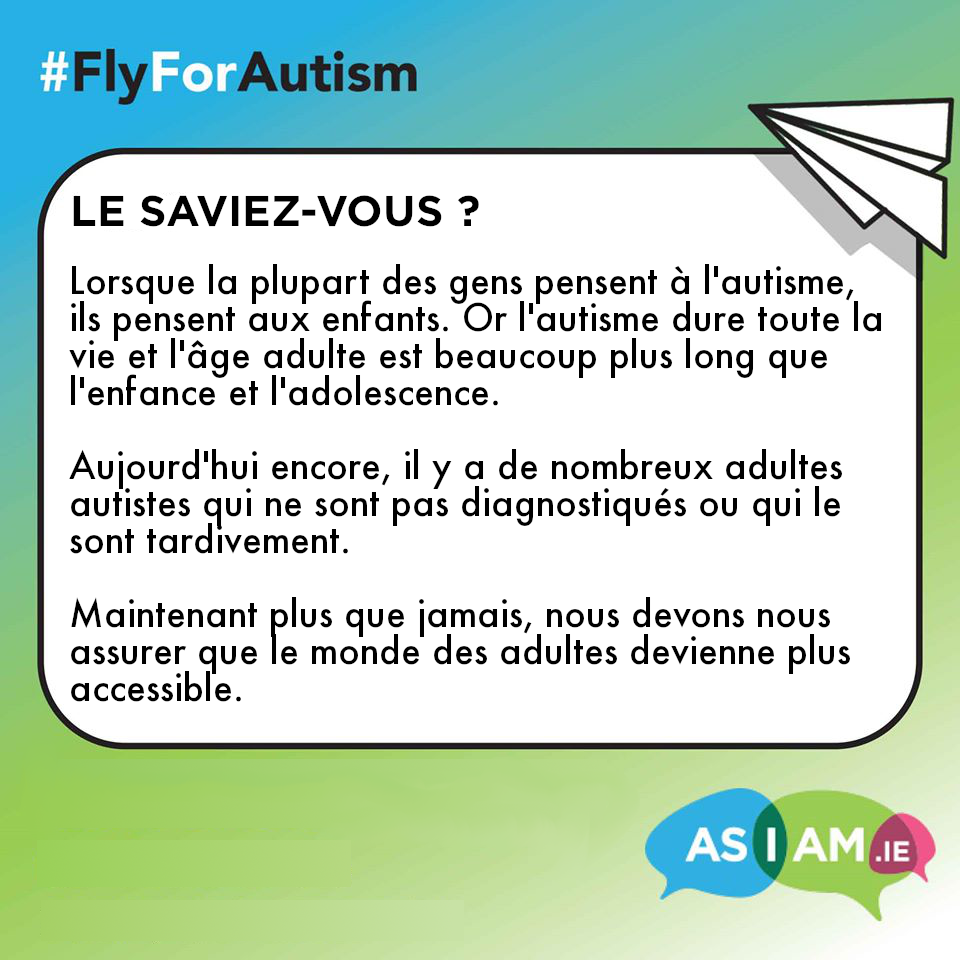 #FlyForAutism
LE SAVIEZ-VOUS ?
Lorsque la plupart des gens pensent à l'autisme,
ils pensent aux enfants. Or l'autisme dure toute la
vie et l'âge adulte est beaucoup plus long que
l'enfance et l'adolescence.
Aujourd'hui encore, il y a de nombreux adultes
autistes qui ne sont pas diagnostiqués ou qui le
sont tardivement.
Maintenant plus que jamais, nous devons nous
assurer que le monde des adultes devienne plus
accessible.
AS I AM .IE